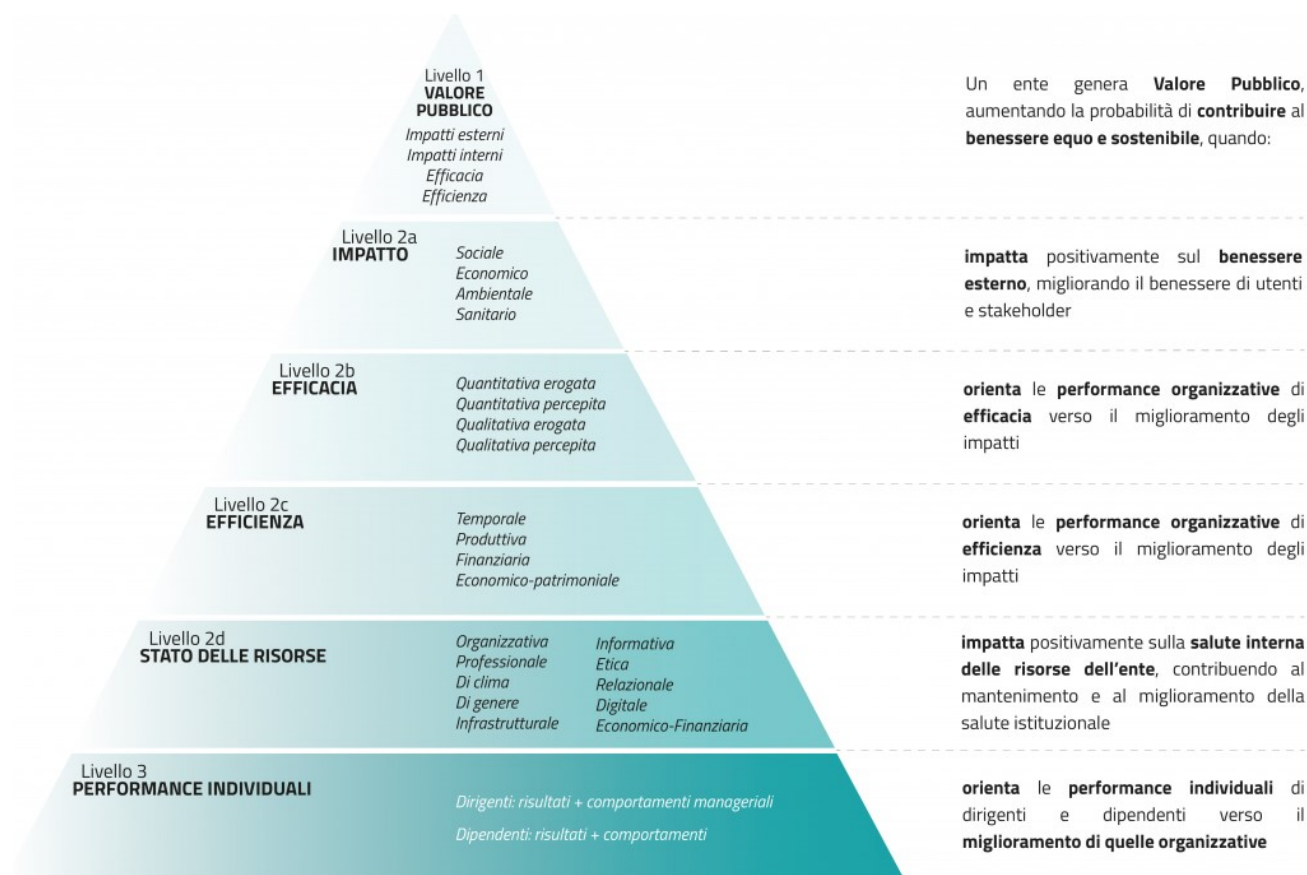 Livello 1
VALORE
PUBBLICO
Impatti esterni
Impatti interni
Efficacia
Efficienza
Un ente genera Valore Pubblico,
aumentando la probabilità di contribuire al
benessere equo e sostenibile, quando:
Livello 2a
IMPATTO
Sociale
Economico
Ambientale
Sanitario
impatta positivamente sul benessere
esterno, migliorando il benessere di utenti
e stakeholder
Livello 2b
EFFICACIA
Quantitativa erogata
Quantitativa percepita
Qualitativa erogata
Qualitativa percepita
orienta le performance organizzative di
efficacia verso il miglioramento degli
impatti
Livello 2c
EFFICIENZA
Temporale
Produttiva
Finanziaria
Economico-patrimoniale
orienta le performance organizzative di
efficienza verso il miglioramento degli
impatti
Livello 2d
STATO DELLE RISORSE
Organizzativa
Professionale
Di clima
Di genere
Infrastrutturale
Informativa
Etica
Relazionale
Digitale
Economico-Finanziaria
impatta positivamente sulla salute interna
delle risorse dell'ente, contribuendo al
mantenimento e al miglioramento della
salute istituzionale
Livello 3
PERFORMANCE INDIVIDUALI
Dirigenti: risultati + comportamenti manageriali
Dipendenti: risultati + comportamenti
orienta le performance individuali di
dirigenti e dipendenti verso il
miglioramento di quelle organizzative